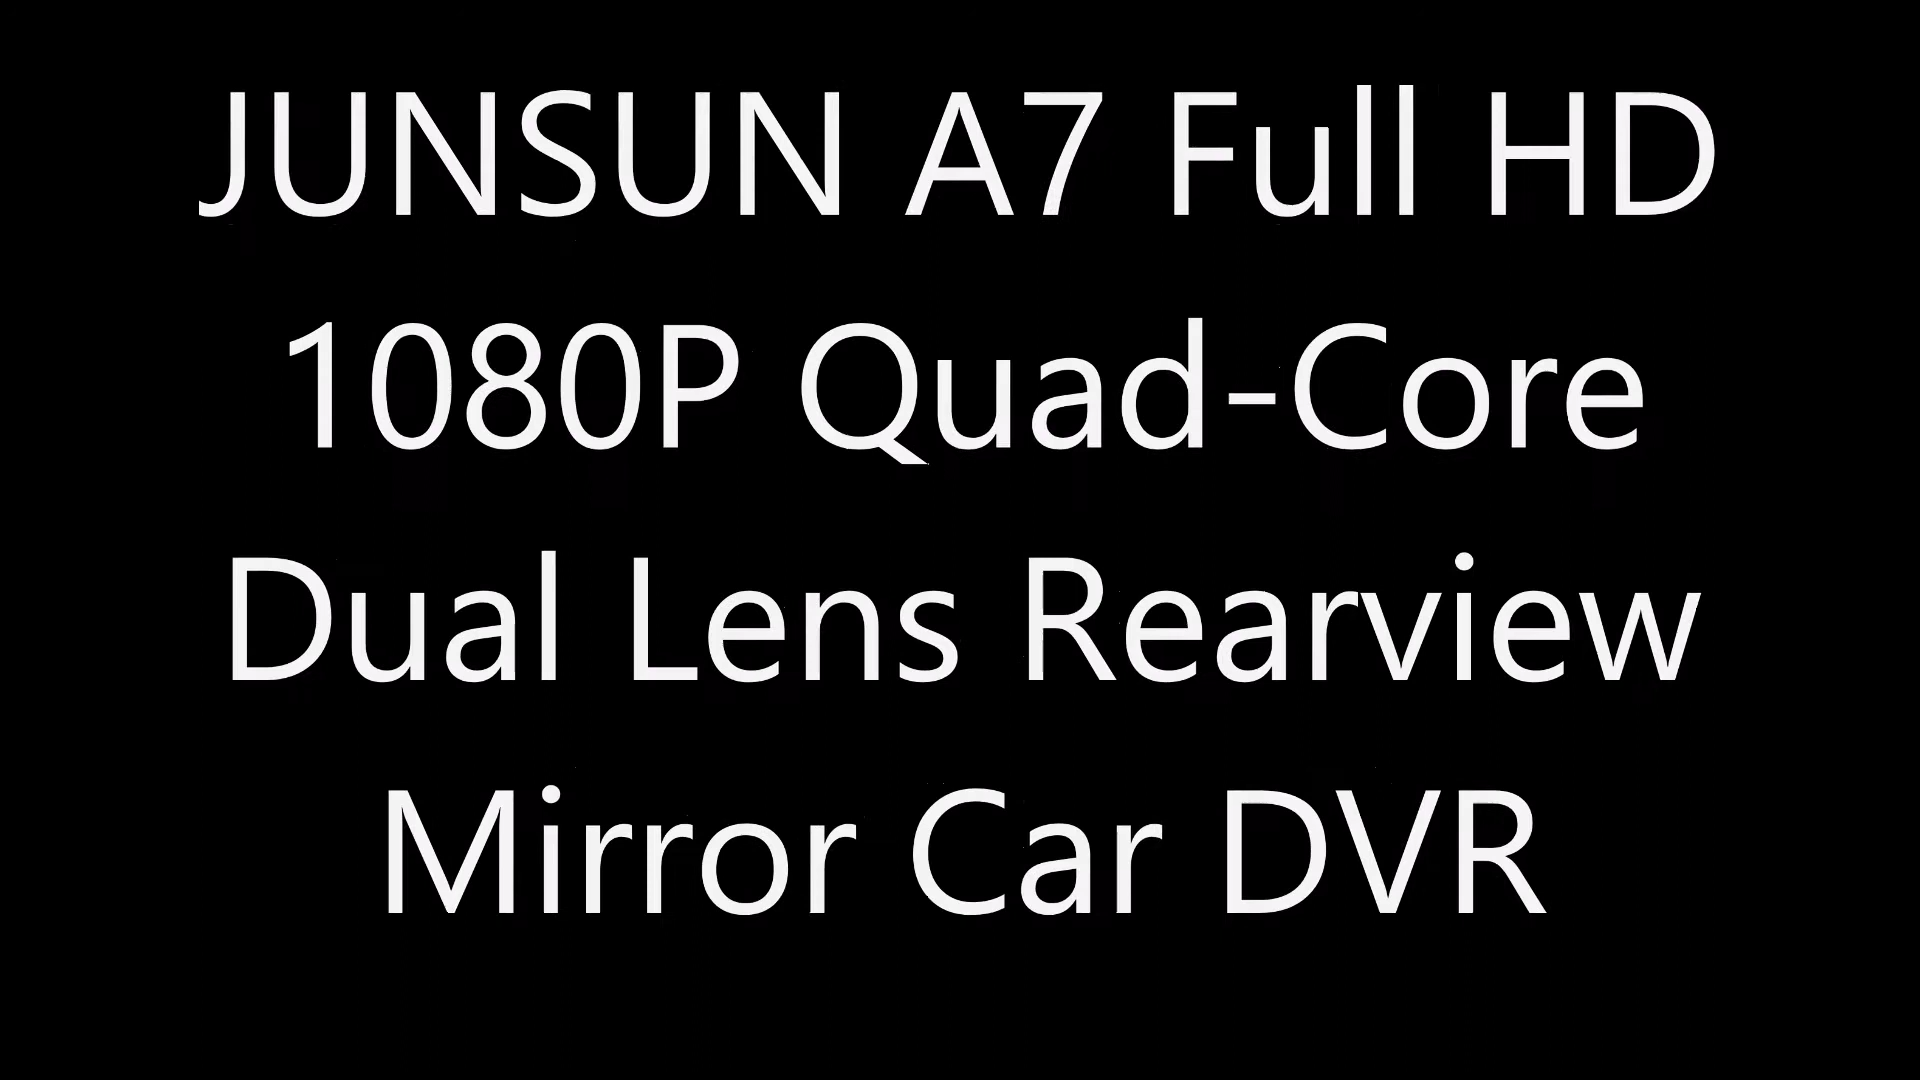 JUNSUN A7 Full HD
1080P Quad-Core
Dual Lens Rearview
Mirror Car DVR